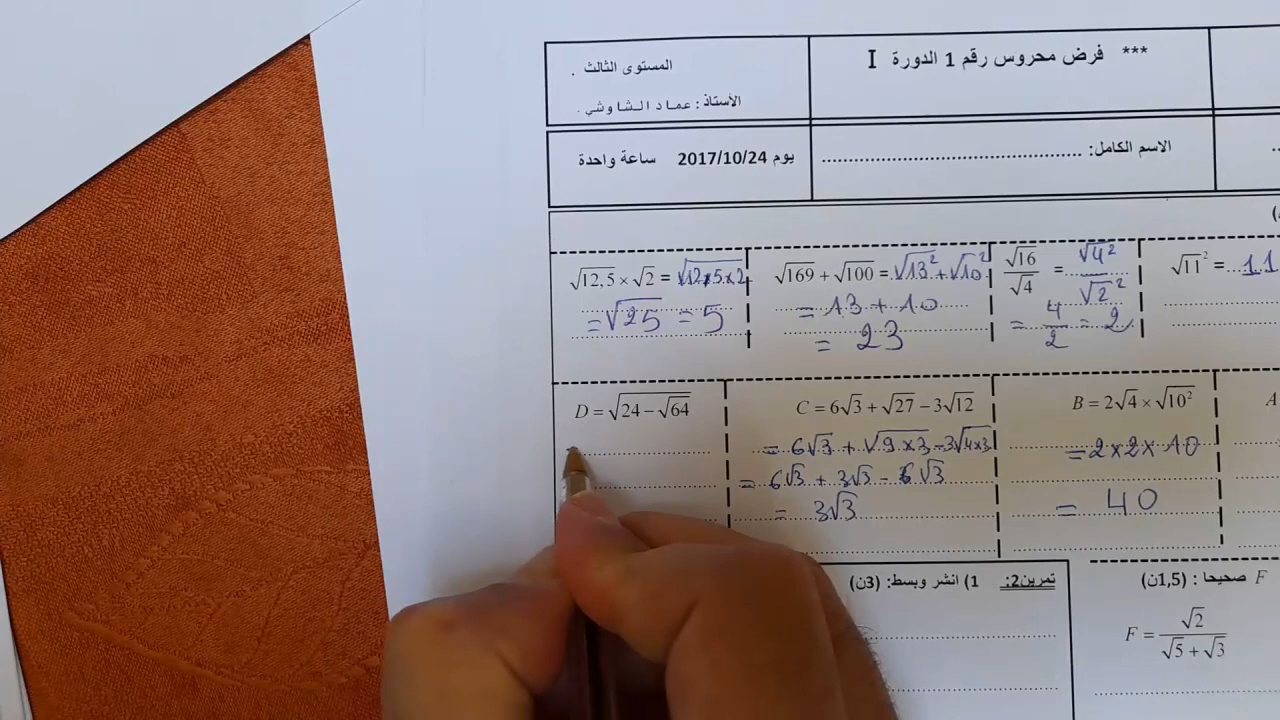 *** فرض محروس رقم 1 الدورة I
المستوى الثالث .
الأستاذ : عماد الشاوشي .
الاسم الكامل: ............................................
يوم 2017/10/24 ساعة واحدة
√11² = 11
√16/√4 = √4²/√2²
= 4/2 = 2
√169 + √100 = √13² + √10²
= 13 + 10
= 23
√12,5 × √2 = √12,5×2
= √25 = 5
A
B = 2√4 × √10²
= 2×2×10
= 40
C = 6√3 + √27 − 3√12
= 6√3 + √9×3 − 3√4×3
= 6√3 + 3√3 − 6√3
= 3√3
D = √(24 − √64)
F صحيحا : (1,5ن)
F = √2/(√5 + √3)
تمرين2: 1) انشر وبسط: (3ن)